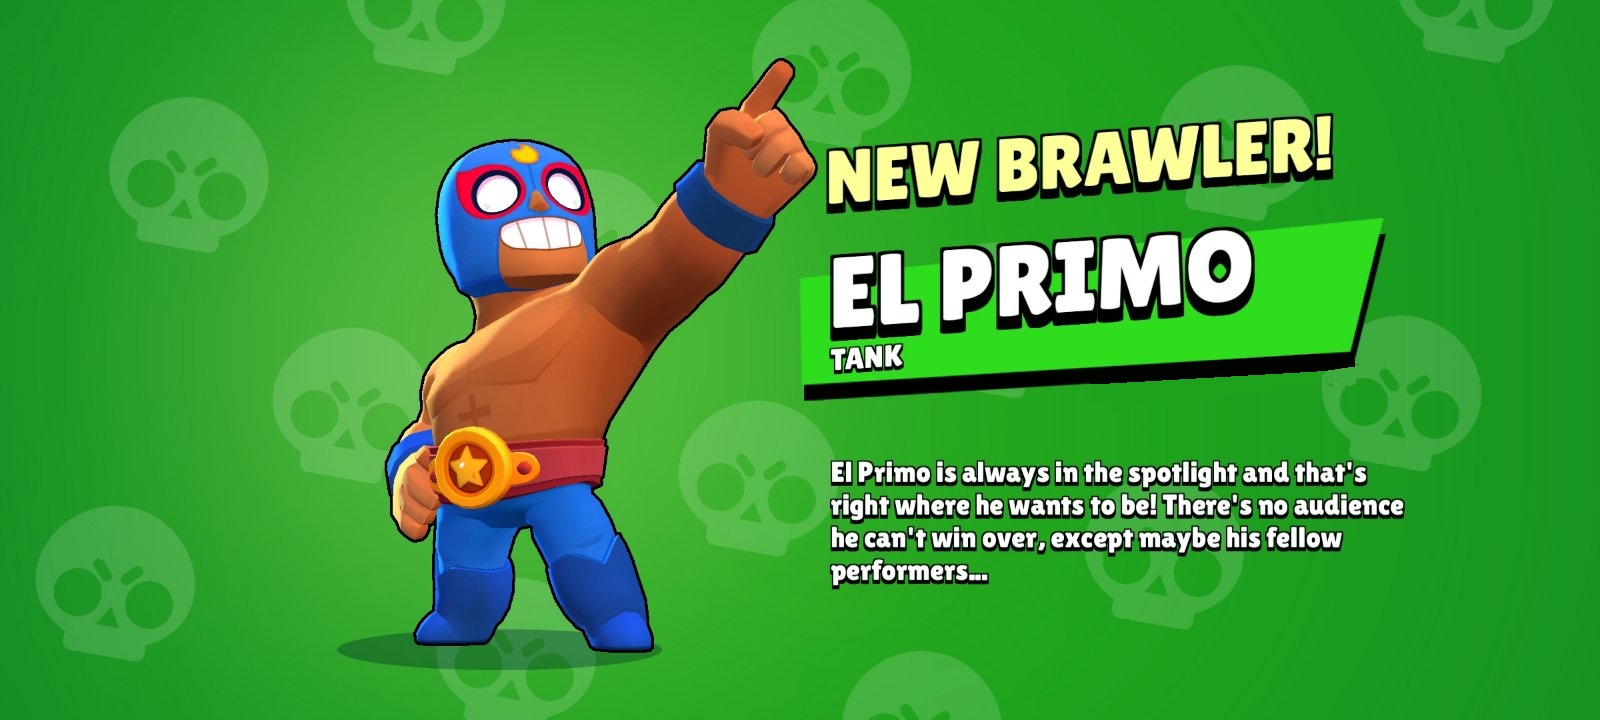 NEW BRAWLER!
EL PRIMO
TANK
El Primo is always in the spotlight and that's
right where he wants to be! There's no audience
he can't win over, except maybe his fellow
performers...